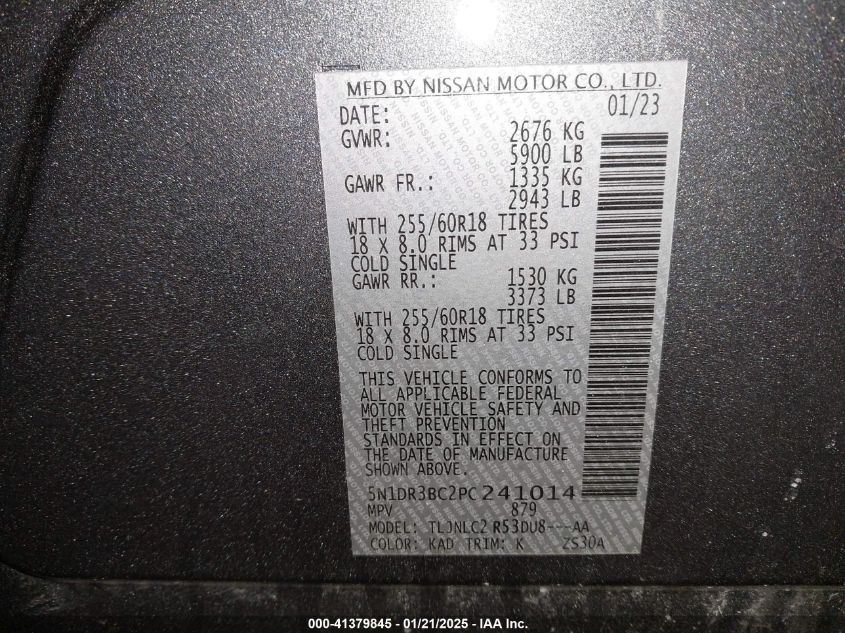 MFD BY NISSAN MOTOR CO., LTD.
DATE: 01/23
GVWR: 2676 KG
5900 LB
GAWR FR.: 1335 KG
2943 LB
WITH 255/60R18 TIRES
18 X 8.0 RIMS AT 33 PSI
COLD SINGLE
GAWR RR.: 1530 KG
3373 LB
WITH 255/60R18 TIRES
18 X 8.0 RIMS AT 33 PSI
COLD SINGLE
THIS VEHICLE CONFORMS TO
ALL APPLICABLE FEDERAL
MOTOR VEHICLE SAFETY AND
THEFT PREVENTION
STANDARDS IN EFFECT ON
THE DATE OF MANUFACTURE
SHOWN ABOVE.
5N1DR3BC2PC241014
MPV 879
MODEL: TLJNLC2 R53DU8---AA
COLOR: KAD TRIM: K ZS30A
000-41379845 - 01/21/2025 - IAA Inc.